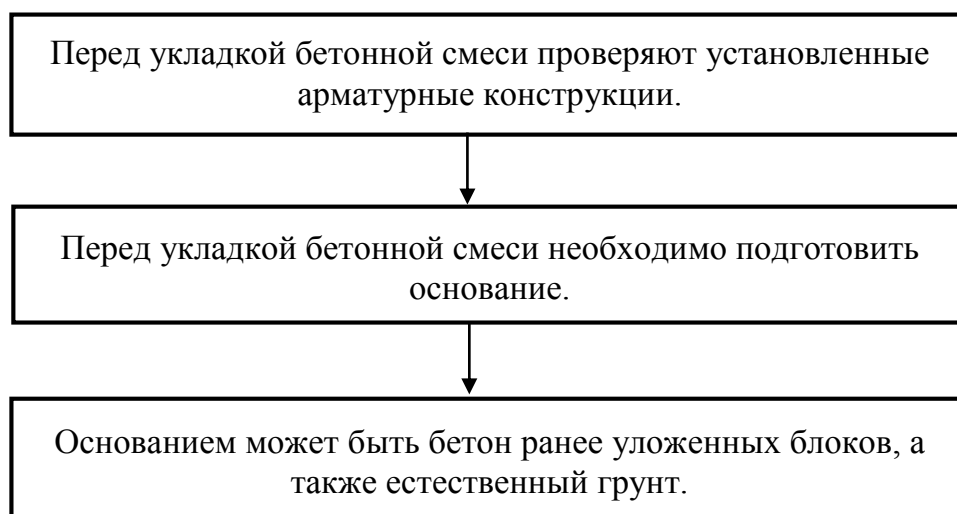 Перед укладкой бетонной смеси проверяют установленные
арматурные конструкции.
Перед укладкой бетонной смеси необходимо подготовить
основание.
Основанием может быть бетон ранее уложенных блоков, а
также естественный грунт.